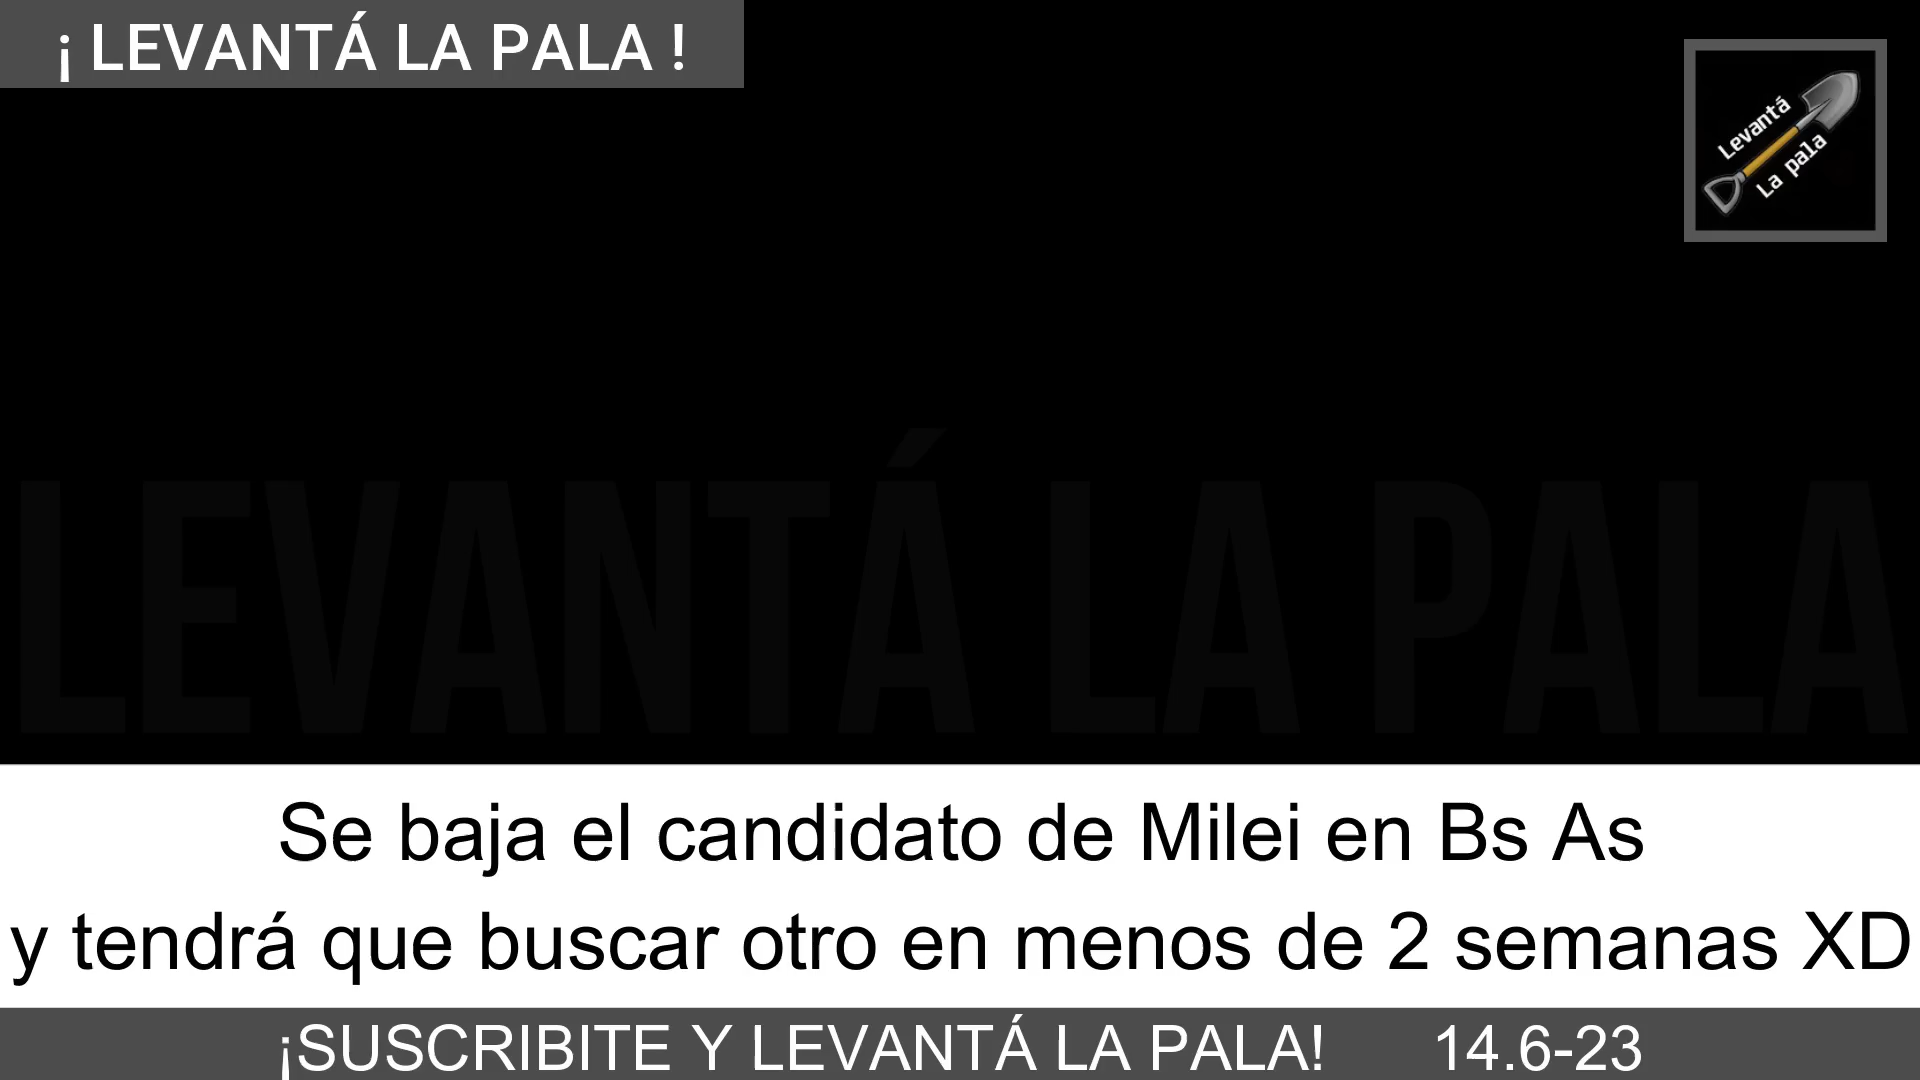 ¡ LEVANTÁ LA PALA !
Levantá
La pala
LEVANTÁ LA PALA
Se baja el candidato de Milei en Bs As
y tendrá que buscar otro en menos de 2 semanas XD
¡SUSCRIBITE Y LEVANTÁ LA PALA! 14.6-23